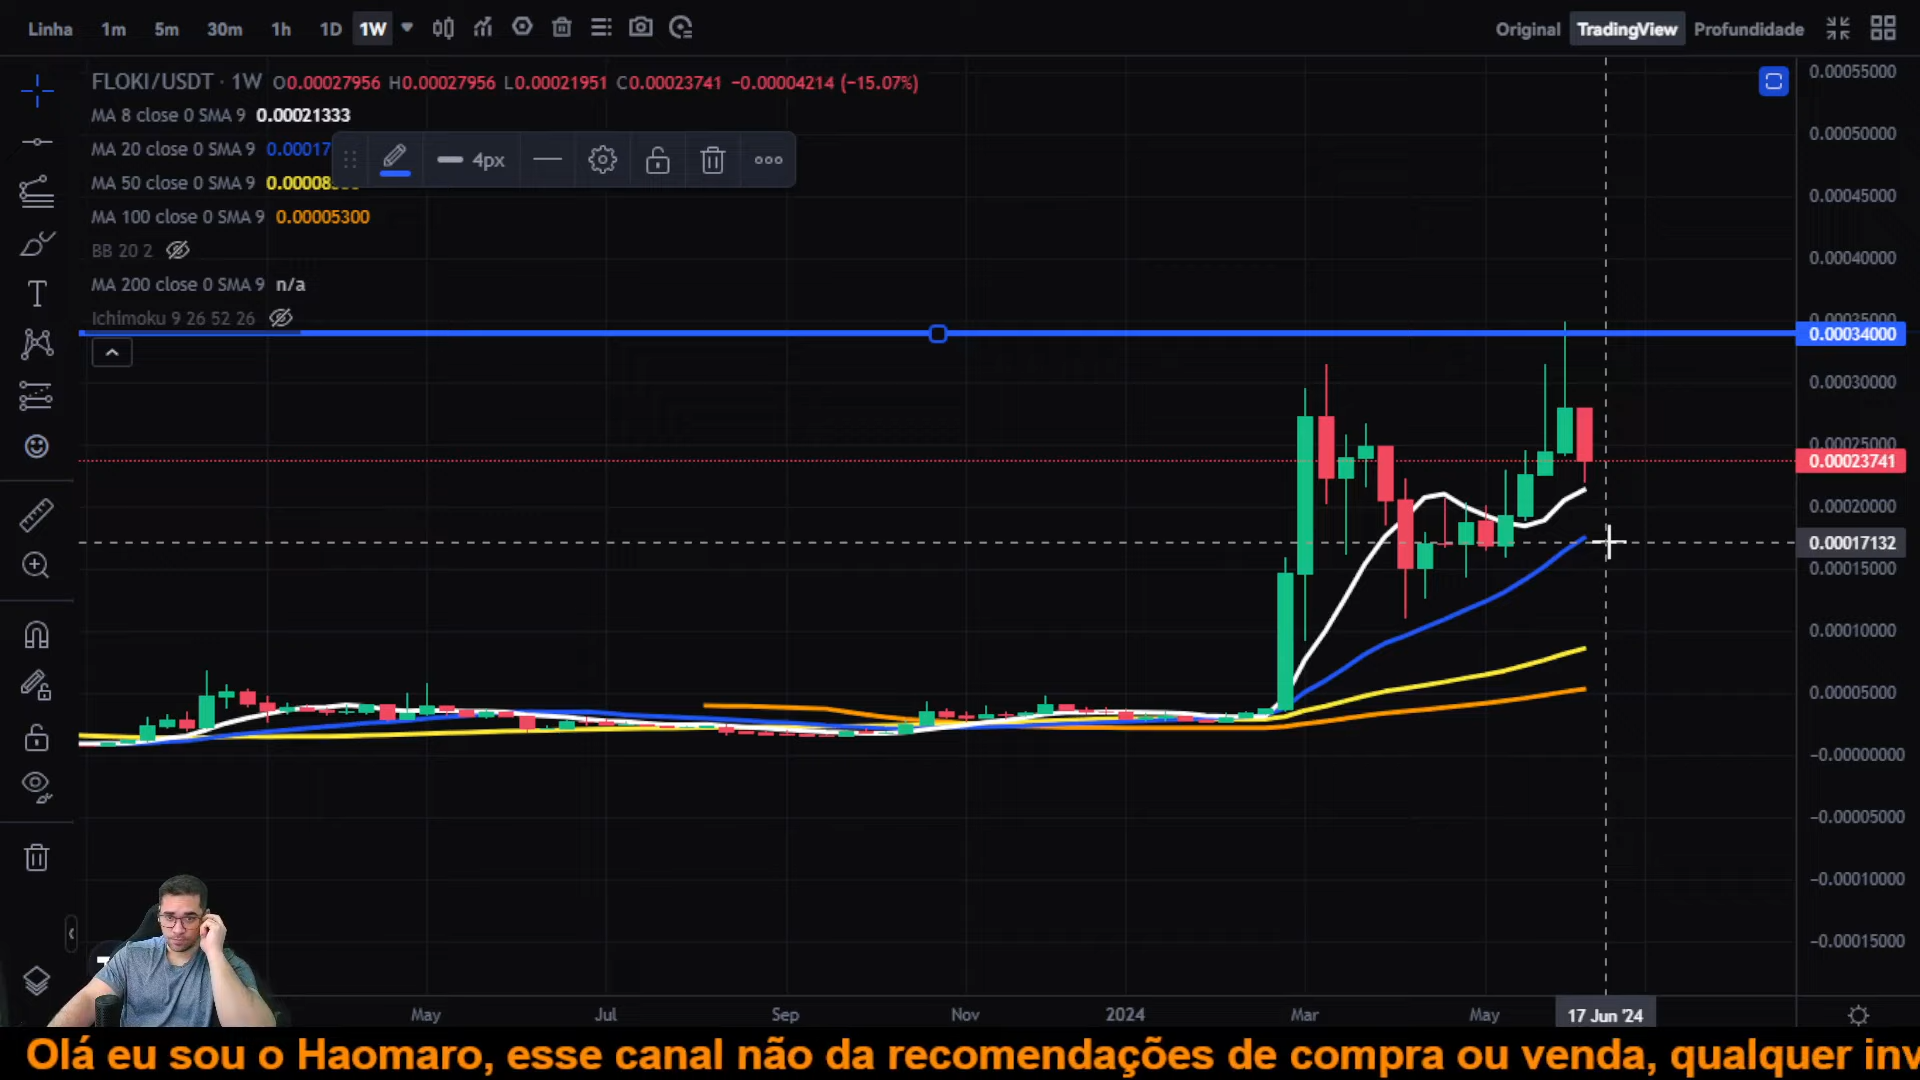 Linha 1m 5m 30m 1h 1D 1W Original TradingView Profundidade
FLOKI/USDT · 1W O0.00027956 H0.00027956 L0.00021951 C0.00023741 −0.00004214 (−15.07%)
MA 8 close 0 SMA 9 0.00021333
MA 20 close 0 SMA 9 0.00017
4px
MA 50 close 0 SMA 9 0.00008
MA 100 close 0 SMA 9 0.00005300
BB 20 2
MA 200 close 0 SMA 9 n/a
Ichimoku 9 26 52 26
0.00055000
0.00050000
0.00045000
0.00040000
0.00035000
0.00034000
0.00030000
0.00025000
0.00023741
0.00020000
0.00017132
0.00015000
0.00010000
0.00005000
−0.00000000
−0.00005000
−0.00010000
−0.00015000
May Jul Sep Nov 2024 Mar May 17 Jun '24
Olá eu sou o Haomaro, esse canal não da recomendações de compra ou venda, qualquer inv